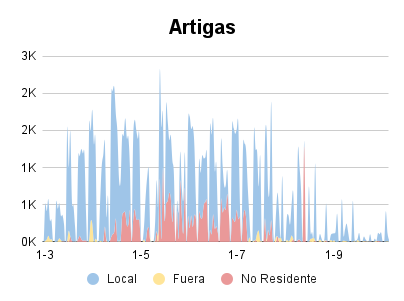 Artigas
3K
2K
2K
1K
1K
0K
1-3 1-5 1-7 1-9
Local Fuera No Residente